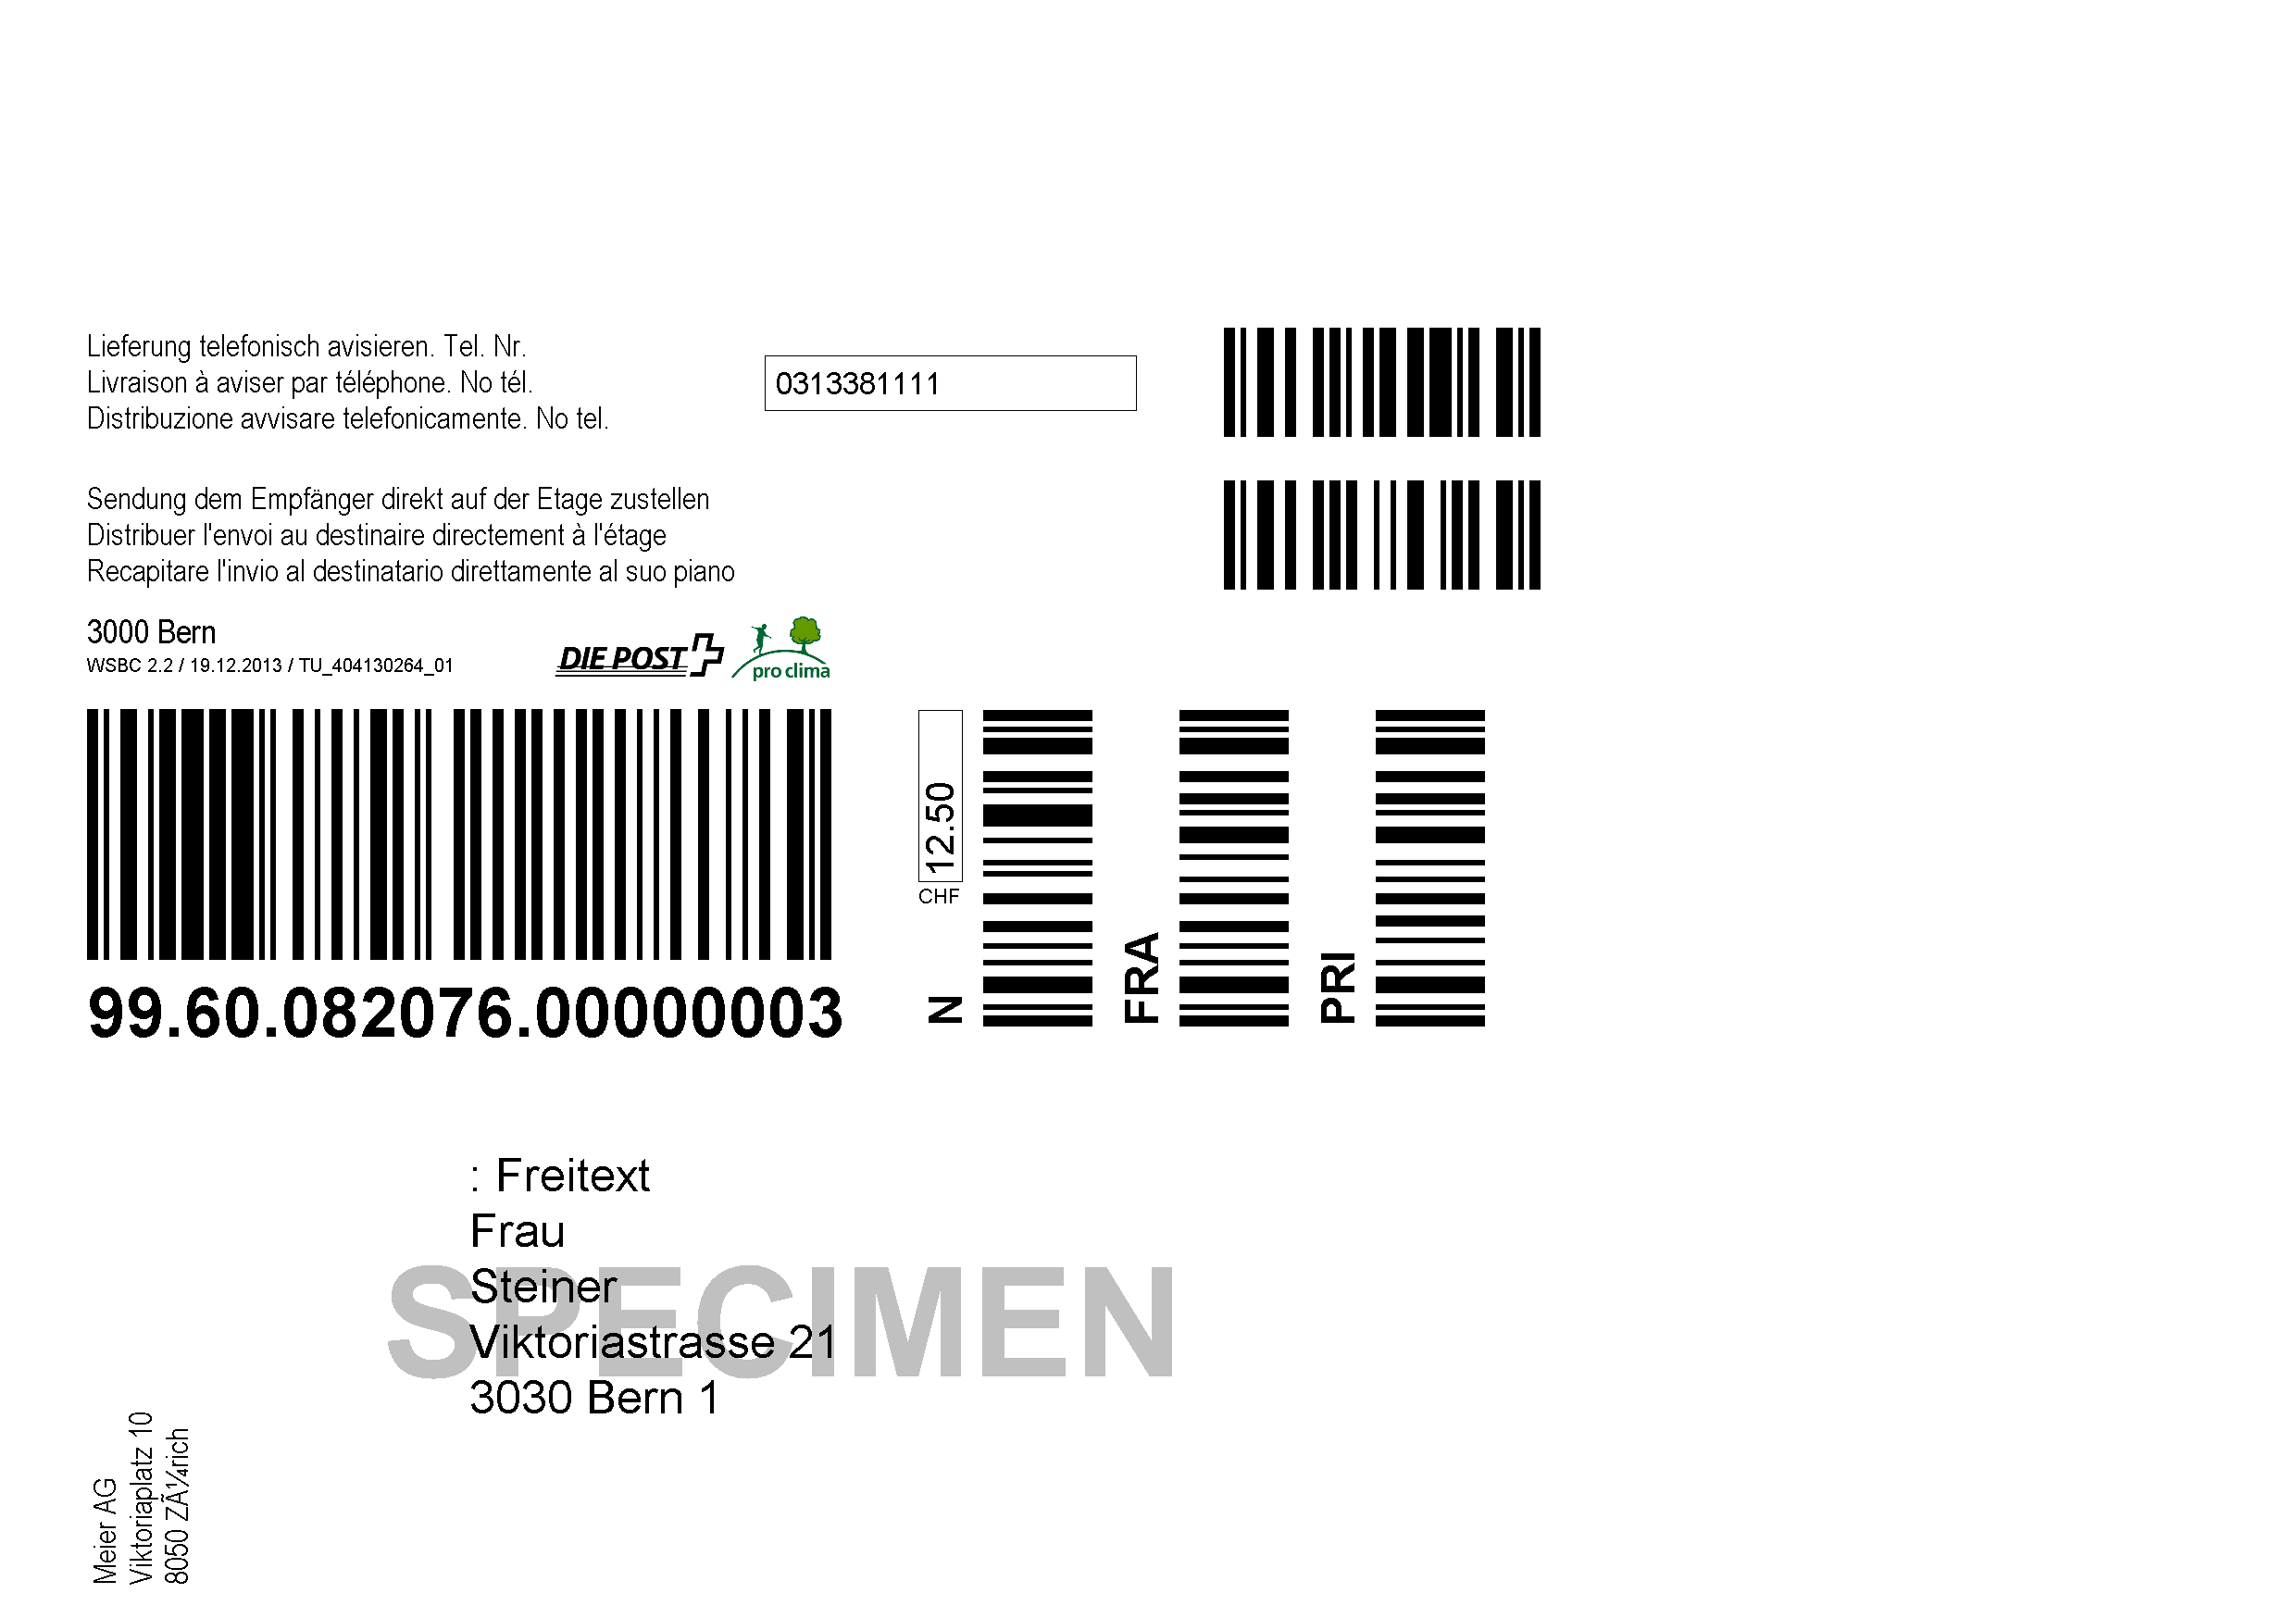 Lieferung telefonisch avisieren. Tel. Nr.
Livraison à aviser par téléphone. No tél.
Distribuzione avvisare telefonicamente. No tel.
0313381111
Sendung dem Empfänger direkt auf der Etage zustellen
Distribuer l'envoi au destinaire directement à l'étage
Recapitare l'invio al destinatario direttamente al suo piano
3000 Bern
WSBC 2.2 / 19.12.2013 / TU_404130264_01
DIE POST
pro clima
99.60.082076.00000003
CHF 12.50
N
FRA
PRI
: Freitext
Frau
Steiner
Viktoriastrasse 21
3030 Bern 1
SPECIMEN
Meier AG
Viktoriaplatz 10
8050 ZÃ¼rich